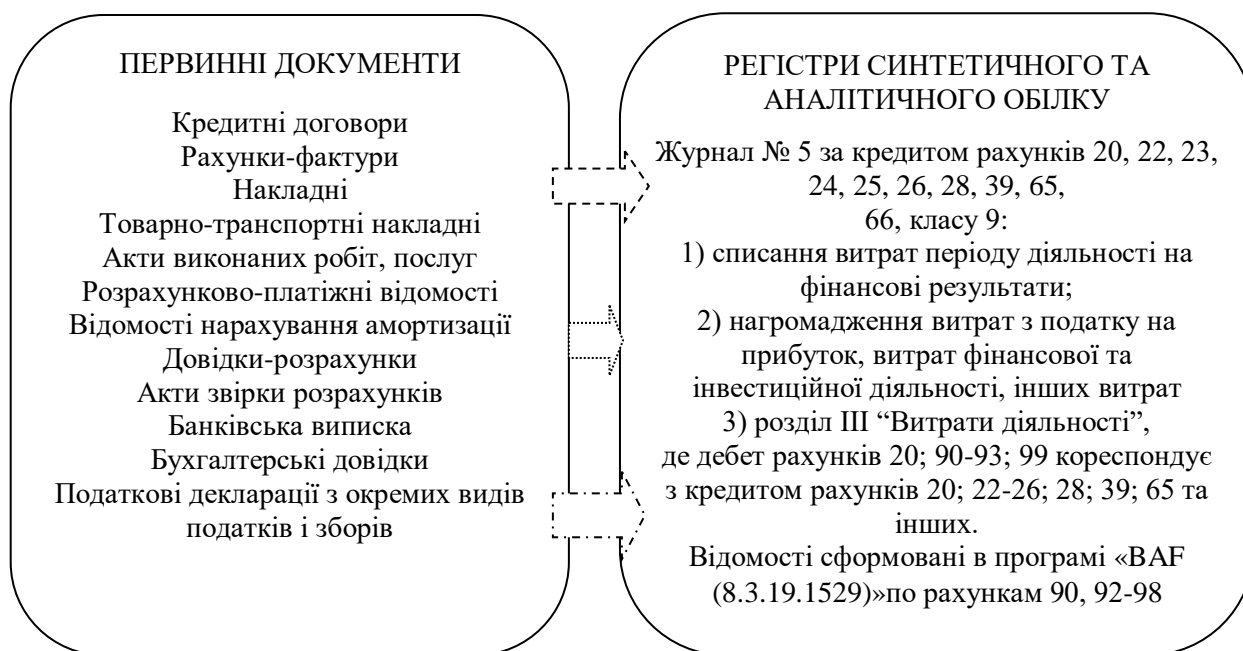 ПЕРВИННІ ДОКУМЕНТИ
Кредитні договори
Рахунки-фактури
Накладні
Товарно-транспортні накладні
Акти виконаних робіт, послуг
Розрахунково-платіжні відомості
Відомості нарахування амортизації
Довідки-розрахунки
Акти звірки розрахунків
Банківська виписка
Бухгалтерські довідки
Податкові декларації з окремих видів
податків і зборів
РЕГІСТРИ СИНТЕТИЧНОГО ТА
АНАЛІТИЧНОГО ОБІЛКУ
Журнал № 5 за кредитом рахунків 20, 22, 23,
24, 25, 26, 28, 39, 65,
66, класу 9:
1) списання витрат періоду діяльності на
фінансові результати;
2) нагромадження витрат з податку на
прибуток, витрат фінансової та
інвестиційної діяльності, інших витрат
3) розділ III “Витрати діяльності”,
де дебет рахунків 20; 90-93; 99 кореспондує
з кредитом рахунків 20; 22-26; 28; 39; 65 та
інших.
Відомості сформовані в програмі «BAF
(8.3.19.1529)»по рахункам 90, 92-98